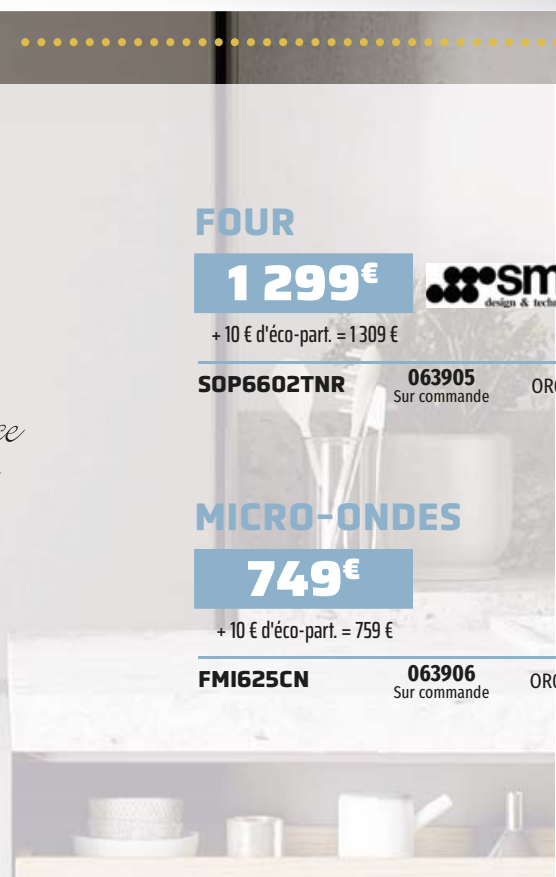 FOUR
1 299€
+ 10 € d'éco-part. = 1 309 €
SOP6602TNR
063905
Sur commande
MICRO-ONDES
749€
+ 10 € d'éco-part. = 759 €
FMI625CN
063906
Sur commande